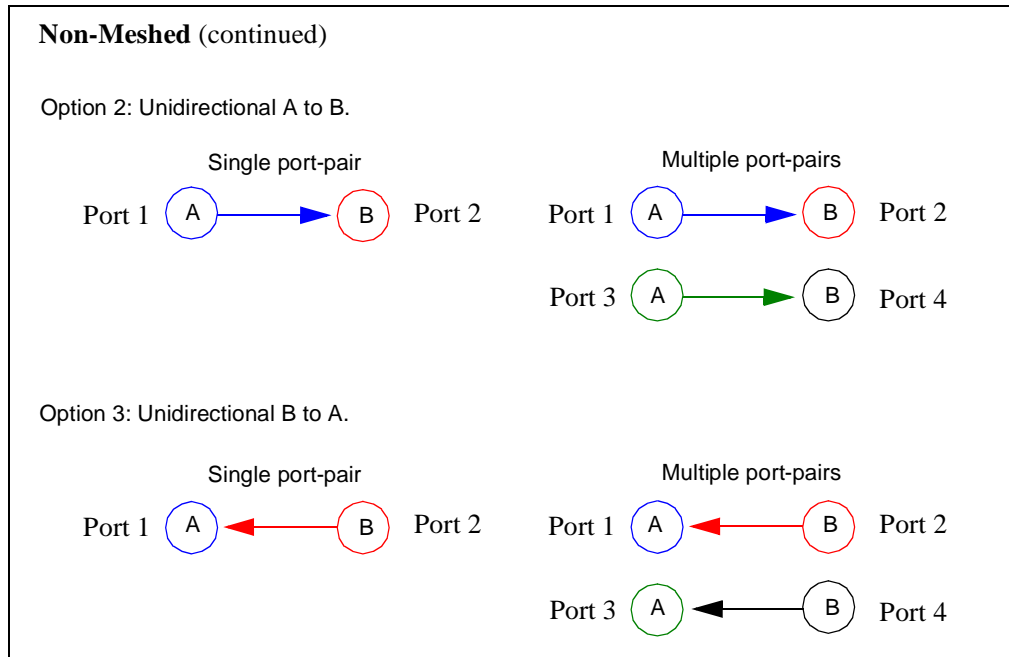 Non-Meshed (continued)
Option 2: Unidirectional A to B.
Single port-pair
Multiple port-pairs
Port 1 A B Port 2
Port 1 A B Port 2
Port 3 A B Port 4
Option 3: Unidirectional B to A.
Single port-pair
Multiple port-pairs
Port 1 A B Port 2
Port 1 A B Port 2
Port 3 A B Port 4